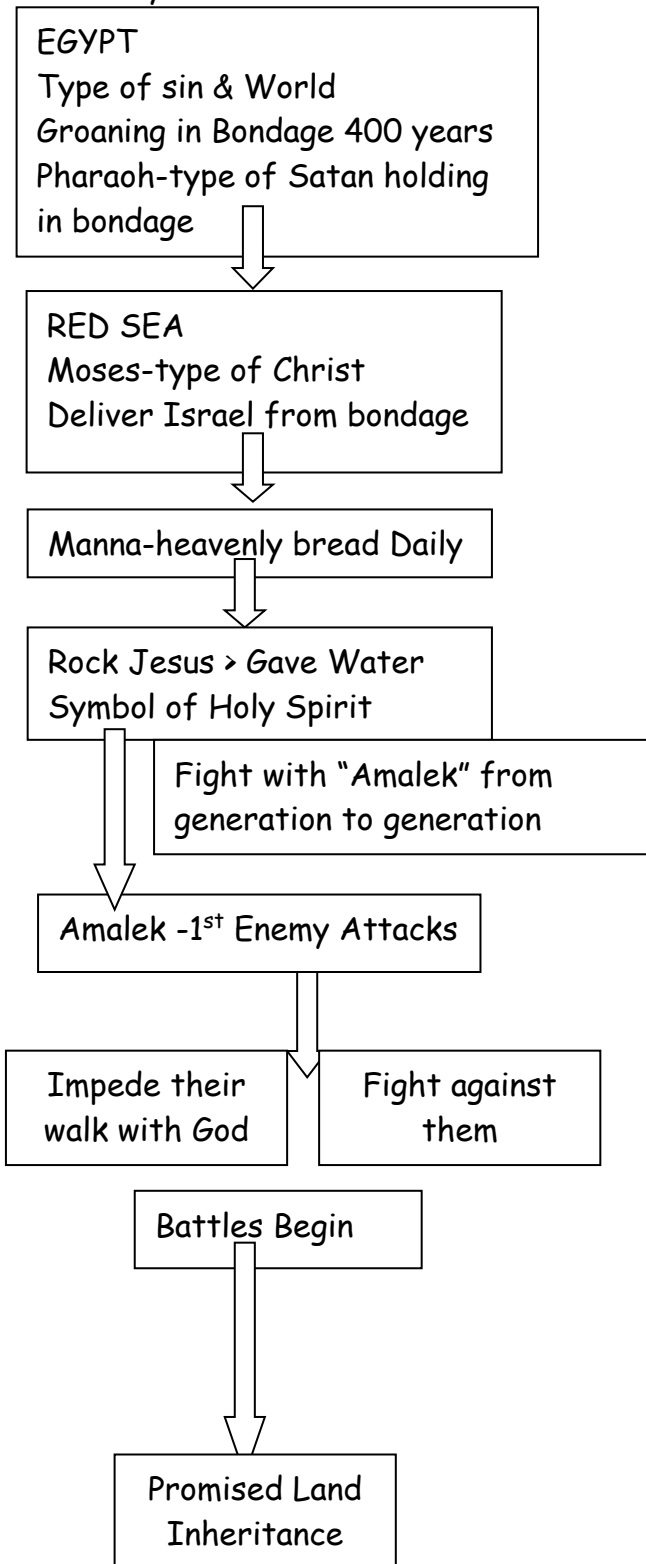 EGYPT
Type of sin & World
Groaning in Bondage 400 years
Pharaoh-type of Satan holding
in bondage
RED SEA
Moses-type of Christ
Deliver Israel from bondage
Manna-heavenly bread Daily
Rock Jesus > Gave Water
Symbol of Holy Spirit
Fight with “Amalek” from
generation to generation
Amalek -1st Enemy Attacks
Impede their
walk with God
Fight against
them
Battles Begin
Promised Land
Inheritance